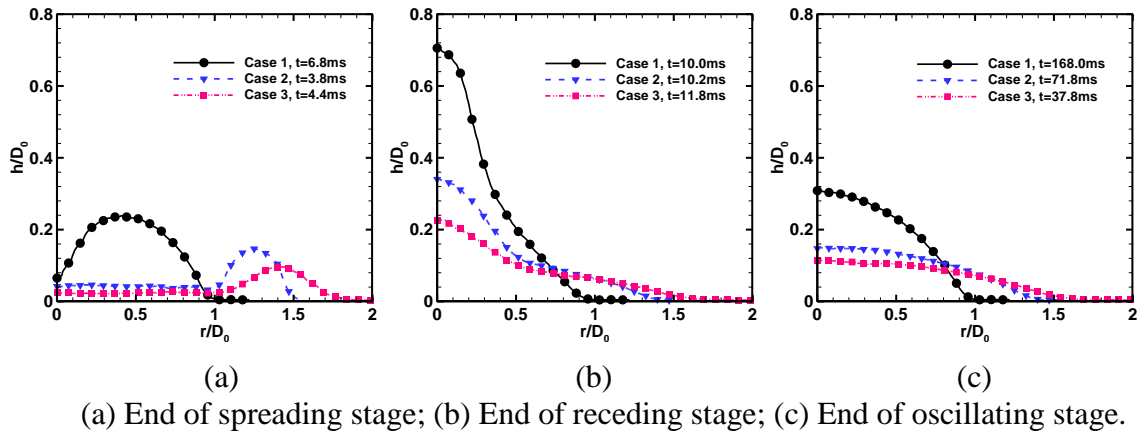 0.8
0.6
0.4
0.2
0
h/D0
0 0.5 1 1.5 2
r/D0
Case 1, t=6.8ms
Case 2, t=3.8ms
Case 3, t=4.4ms
0.8
0.6
0.4
0.2
0
h/D0
0 0.5 1 1.5 2
r/D0
Case 1, t=10.0ms
Case 2, t=10.2ms
Case 3, t=11.8ms
0.8
0.6
0.4
0.2
0
h/D0
0 0.5 1 1.5 2
r/D0
Case 1, t=168.0ms
Case 2, t=71.8ms
Case 3, t=37.8ms
(a) (b) (c)
(a) End of spreading stage; (b) End of receding stage; (c) End of oscillating stage.